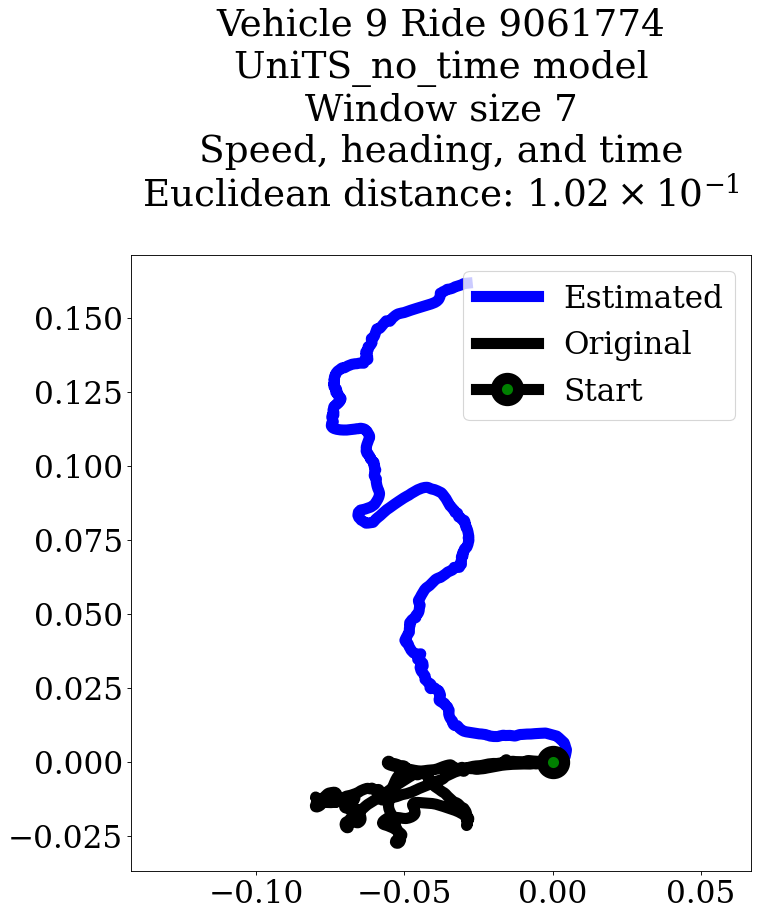 Vehicle 9 Ride 9061774
UniTS_no_time model
Window size 7
Speed, heading, and time
Euclidean distance: 1.02 × 10⁻¹
Estimated
Original
Start
0.150
0.125
0.100
0.075
0.050
0.025
0.000
−0.025
−0.10 −0.05 0.00 0.05